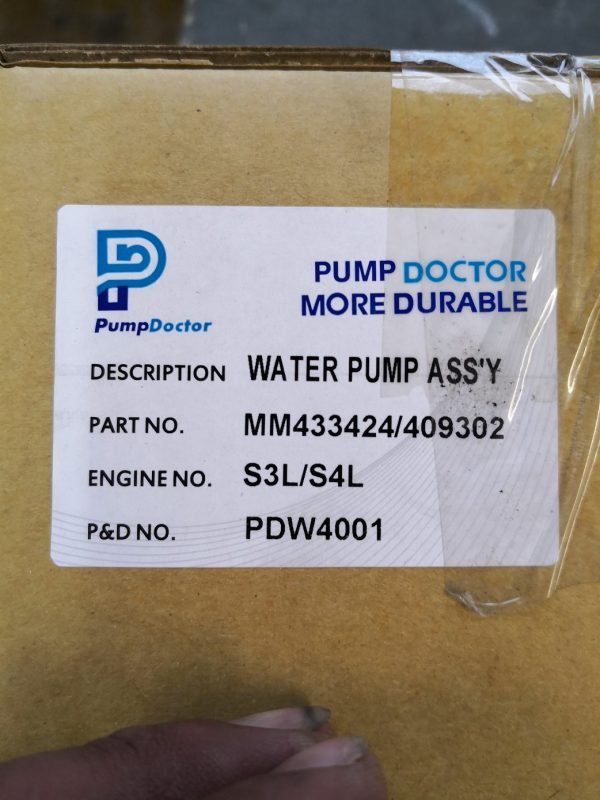 PumpDoctor
PUMP DOCTOR
MORE DURABLE
DESCRIPTION WATER PUMP ASS'Y
PART NO. MM433424/409302
ENGINE NO. S3L/S4L
P&D NO. PDW4001